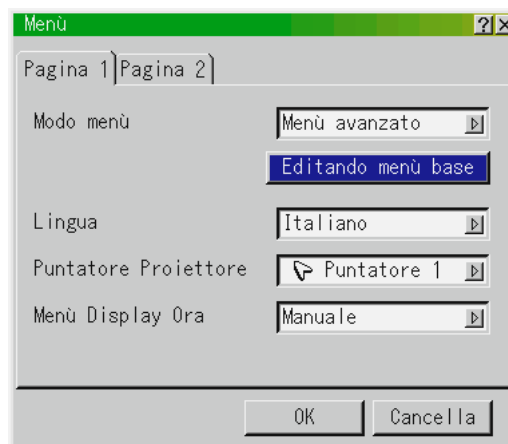 Menù ? ×
Pagina 1 Pagina 2
Modo menù Menù avanzato
Editando menù base
Lingua Italiano
Puntatore Proiettore Puntatore 1
Menù Display Ora Manuale
OK Cancella